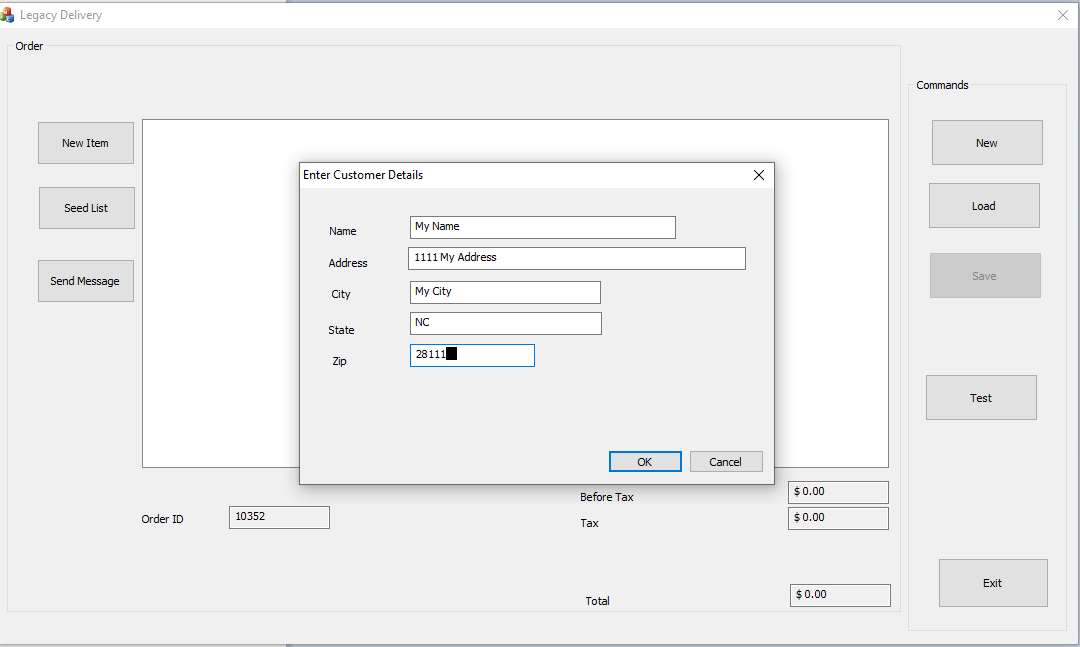 Legacy Delivery
Order
Commands
New Item
New
Enter Customer Details
Name
My Name
Seed List
Load
Address
1111 My Address
Send Message
City
My City
Save
State
NC
Zip
28111
Test
OK
Cancel
Before Tax
$ 0.00
Order ID
10352
Tax
$ 0.00
Exit
Total
$ 0.00